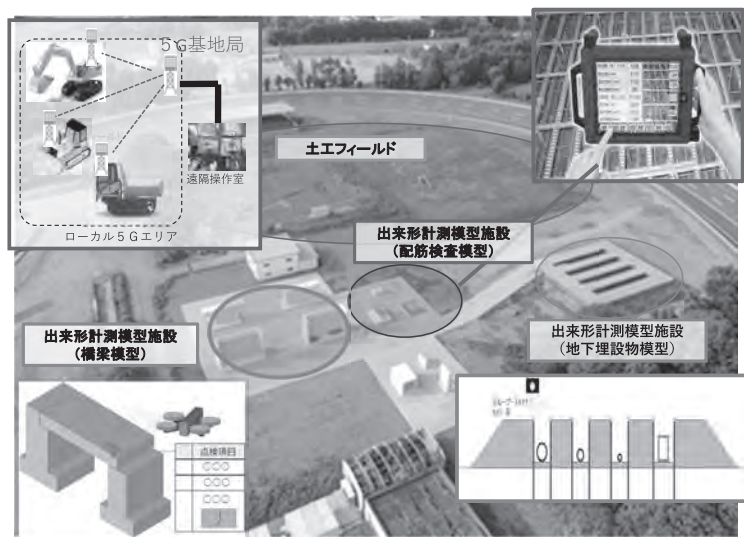 5G基地局
遠隔操作室
ローカル5Gエリア
土工フィールド
出来形計測模型施設
(配筋検査模型)
出来形計測模型施設
(橋梁模型)
出来形計測模型施設
(地下埋設物模型)
点検項目
○○○
○○○
○○○